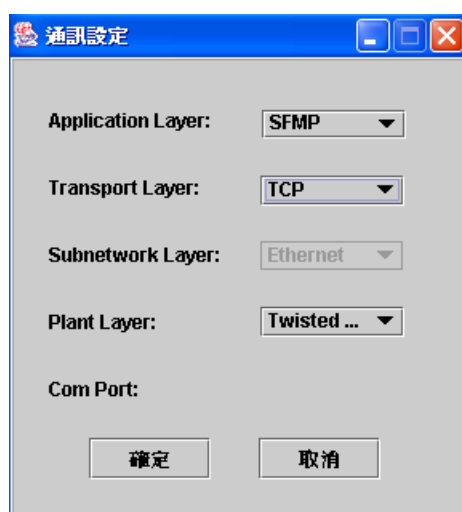 通訊設定
Application Layer: SFMP
Transport Layer: TCP
Subnetwork Layer: Ethernet
Plant Layer: Twisted ...
Com Port:
確定 取消